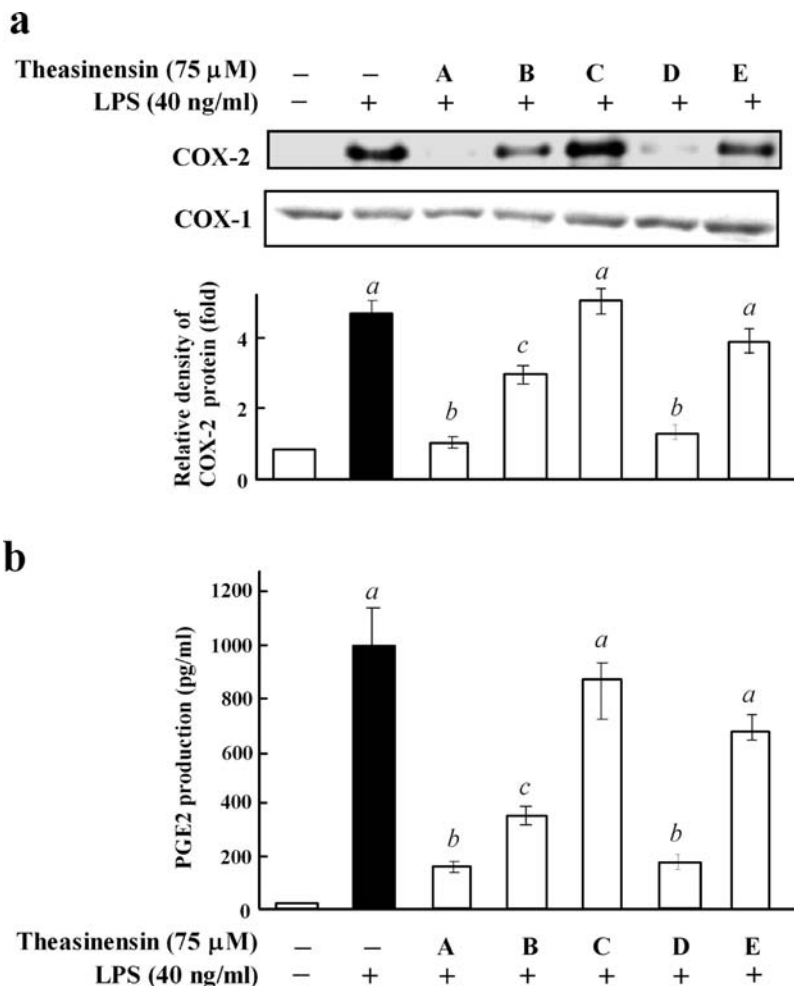 a
Theasinensin (75 μM) – – A B C D E
LPS (40 ng/ml) – + + + + + +
COX-2
COX-1
Relative density of
COX-2 protein (fold)
4
2
0
a
b
c
a
b
a
b
PGE2 production (pg/ml)
1200
1000
800
600
400
200
0
a
b
c
a
b
a
Theasinensin (75 μM) – – A B C D E
LPS (40 ng/ml) – + + + + + +